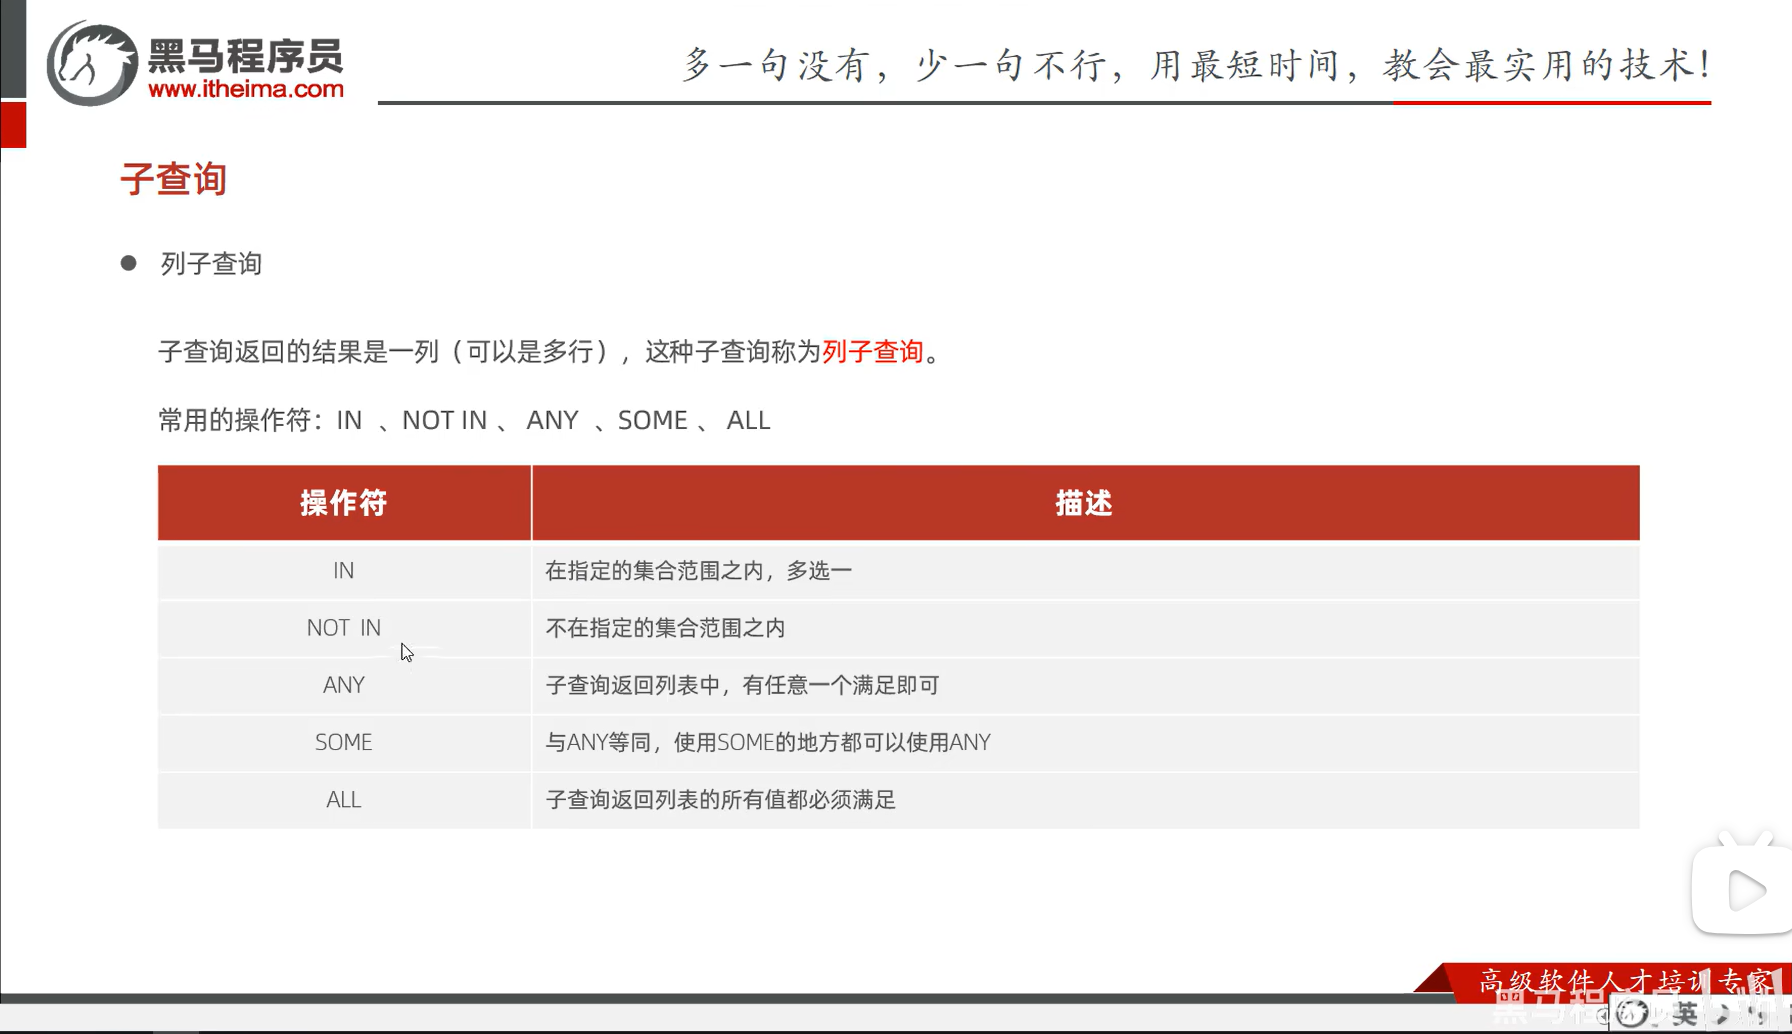 黑马程序员
www.itheima.com
多一句没有，少一句不行，用最短时间，教会最实用的技术！
子查询
列子查询
子查询返回的结果是一列（可以是多行），这种子查询称为列子查询。
常用的操作符：IN 、NOT IN 、 ANY 、SOME 、 ALL
操作符 描述
IN 在指定的集合范围之内，多选一
NOT IN 不在指定的集合范围之内
ANY 子查询返回列表中，有任意一个满足即可
SOME 与ANY等同，使用SOME的地方都可以使用ANY
ALL 子查询返回列表的所有值都必须满足
高级软件人才培训专家
英